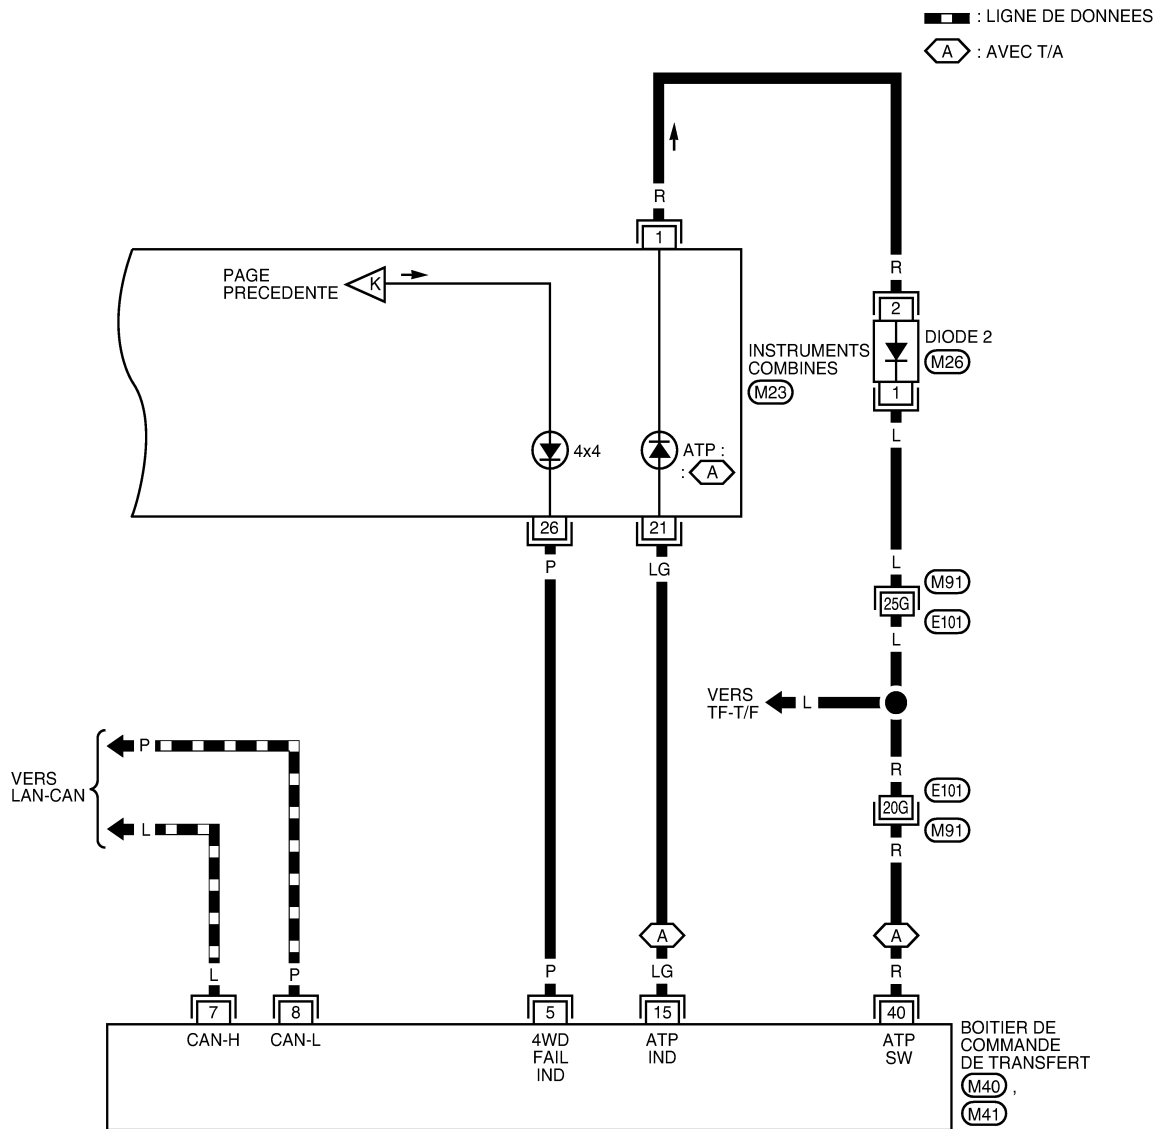 : LIGNE DE DONNEES
A : AVEC T/A
R
1
R
PAGE
PRECEDENTE
K
2
DIODE 2
M26
INSTRUMENTS
COMBINES
M23
1
L
4x4
ATP :
: A
26
21
P
LG
L
M91
25G
E101
L
VERS
TF-T/F
L
P
VERS
LAN-CAN
L
R
E101
20G
M91
R
A
A
L
P
P
LG
R
7
8
5
15
40
CAN-H
CAN-L
4WD
FAIL
IND
ATP
IND
ATP
SW
BOITIER DE
COMMANDE
DE TRANSFERT
M40 ,
M41